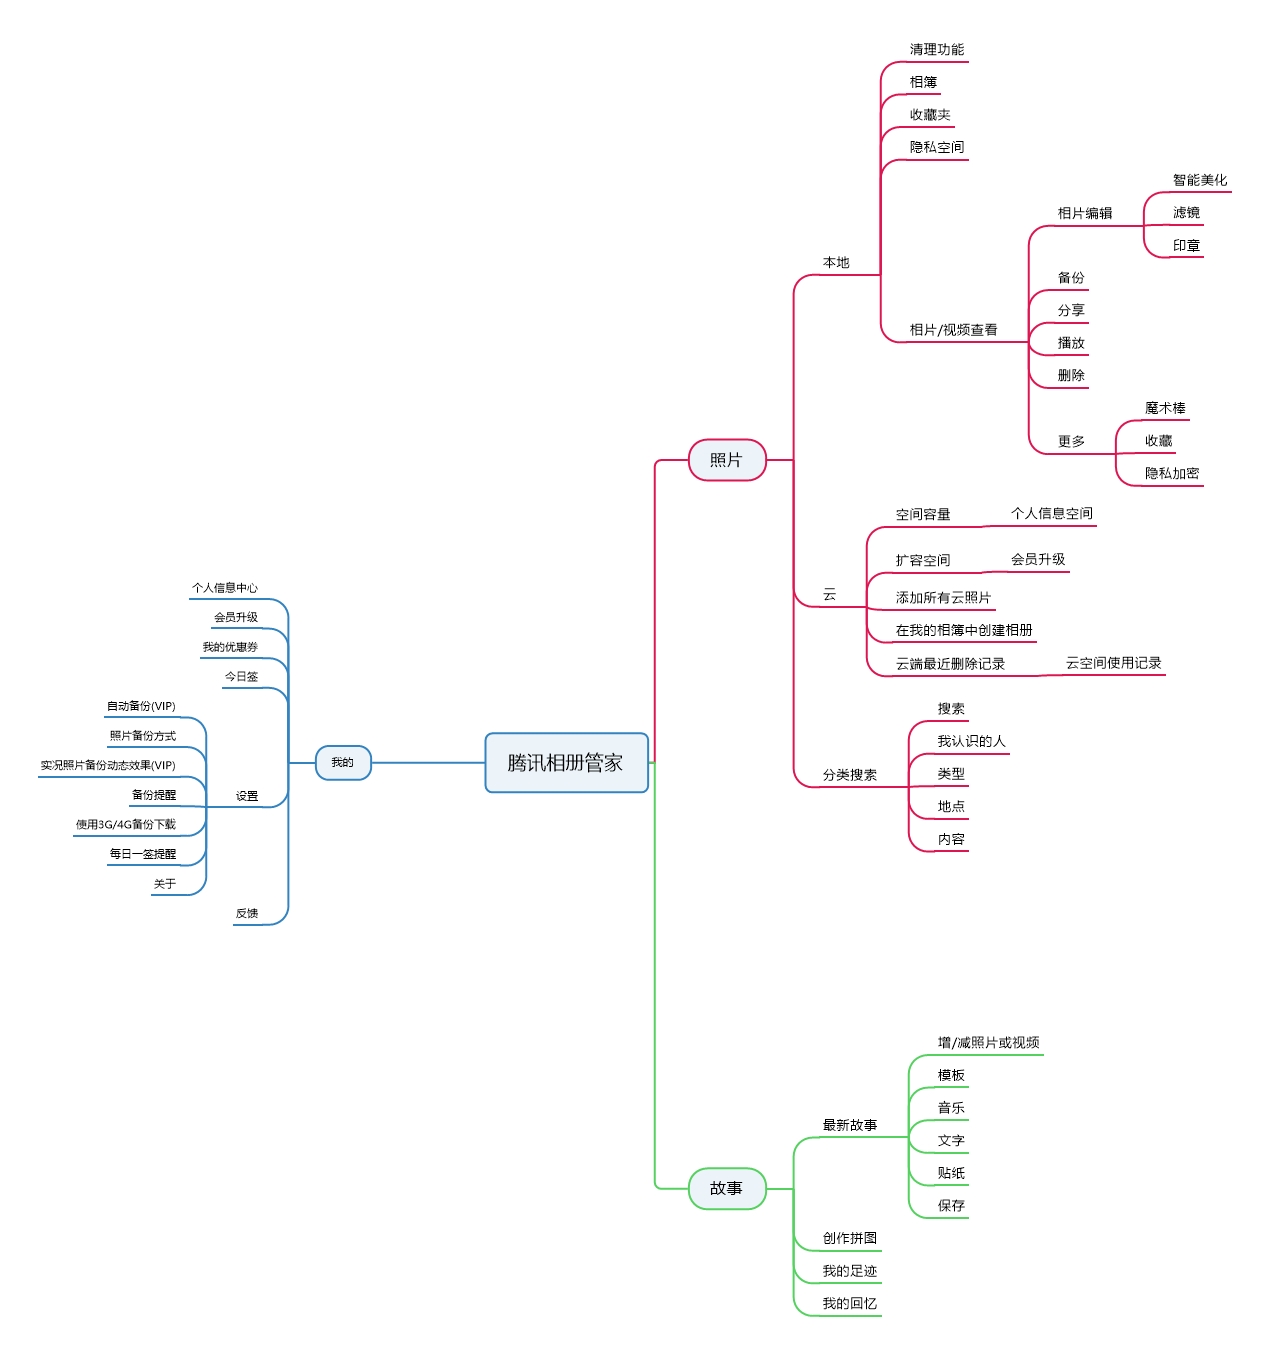 腾讯相册管家
照片
本地
清理功能
相簿
收藏夹
隐私空间
相片/视频查看
相片编辑
智能美化
滤镜
印章
备份
分享
播放
删除
更多
魔术棒
收藏
隐私加密
云
空间容量
个人信息空间
扩容空间
会员升级
添加所有云照片
在我的相簿中创建相册
云端最近删除记录
云空间使用记录
分类搜索
搜索
我认识的人
类型
地点
内容
故事
最新故事
增/减照片或视频
模板
音乐
文字
贴纸
保存
创作拼图
我的足迹
我的回忆
我的
个人信息中心
会员升级
我的优惠券
今日签
设置
自动备份(VIP)
照片备份方式
实况照片备份动态效果(VIP)
备份提醒
使用3G/4G备份下载
每日一签提醒
关于
反馈